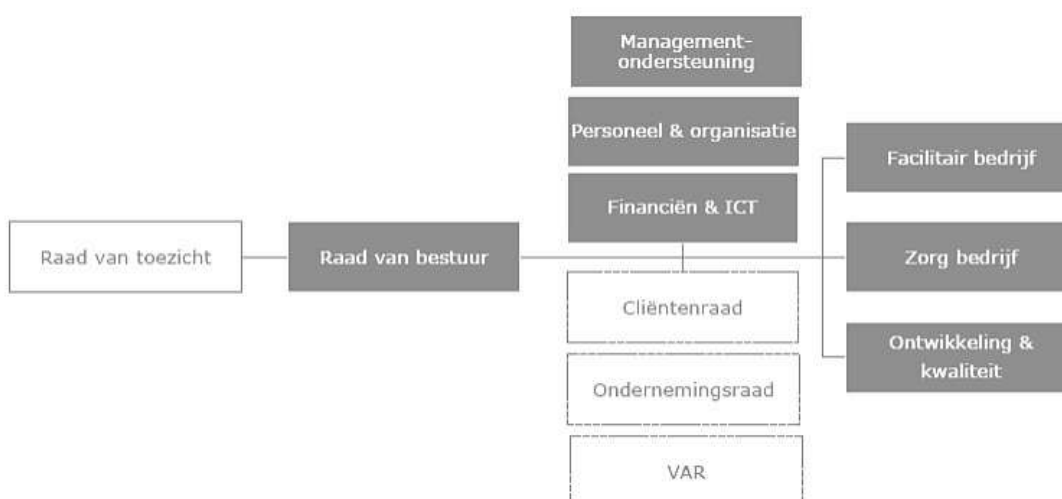 Management-
ondersteuning
Personeel & organisatie
Financiën & ICT
Raad van toezicht
Raad van bestuur
Cliëntenraad
Ondernemingsraad
VAR
Facilitair bedrijf
Zorg bedrijf
Ontwikkeling &
kwaliteit